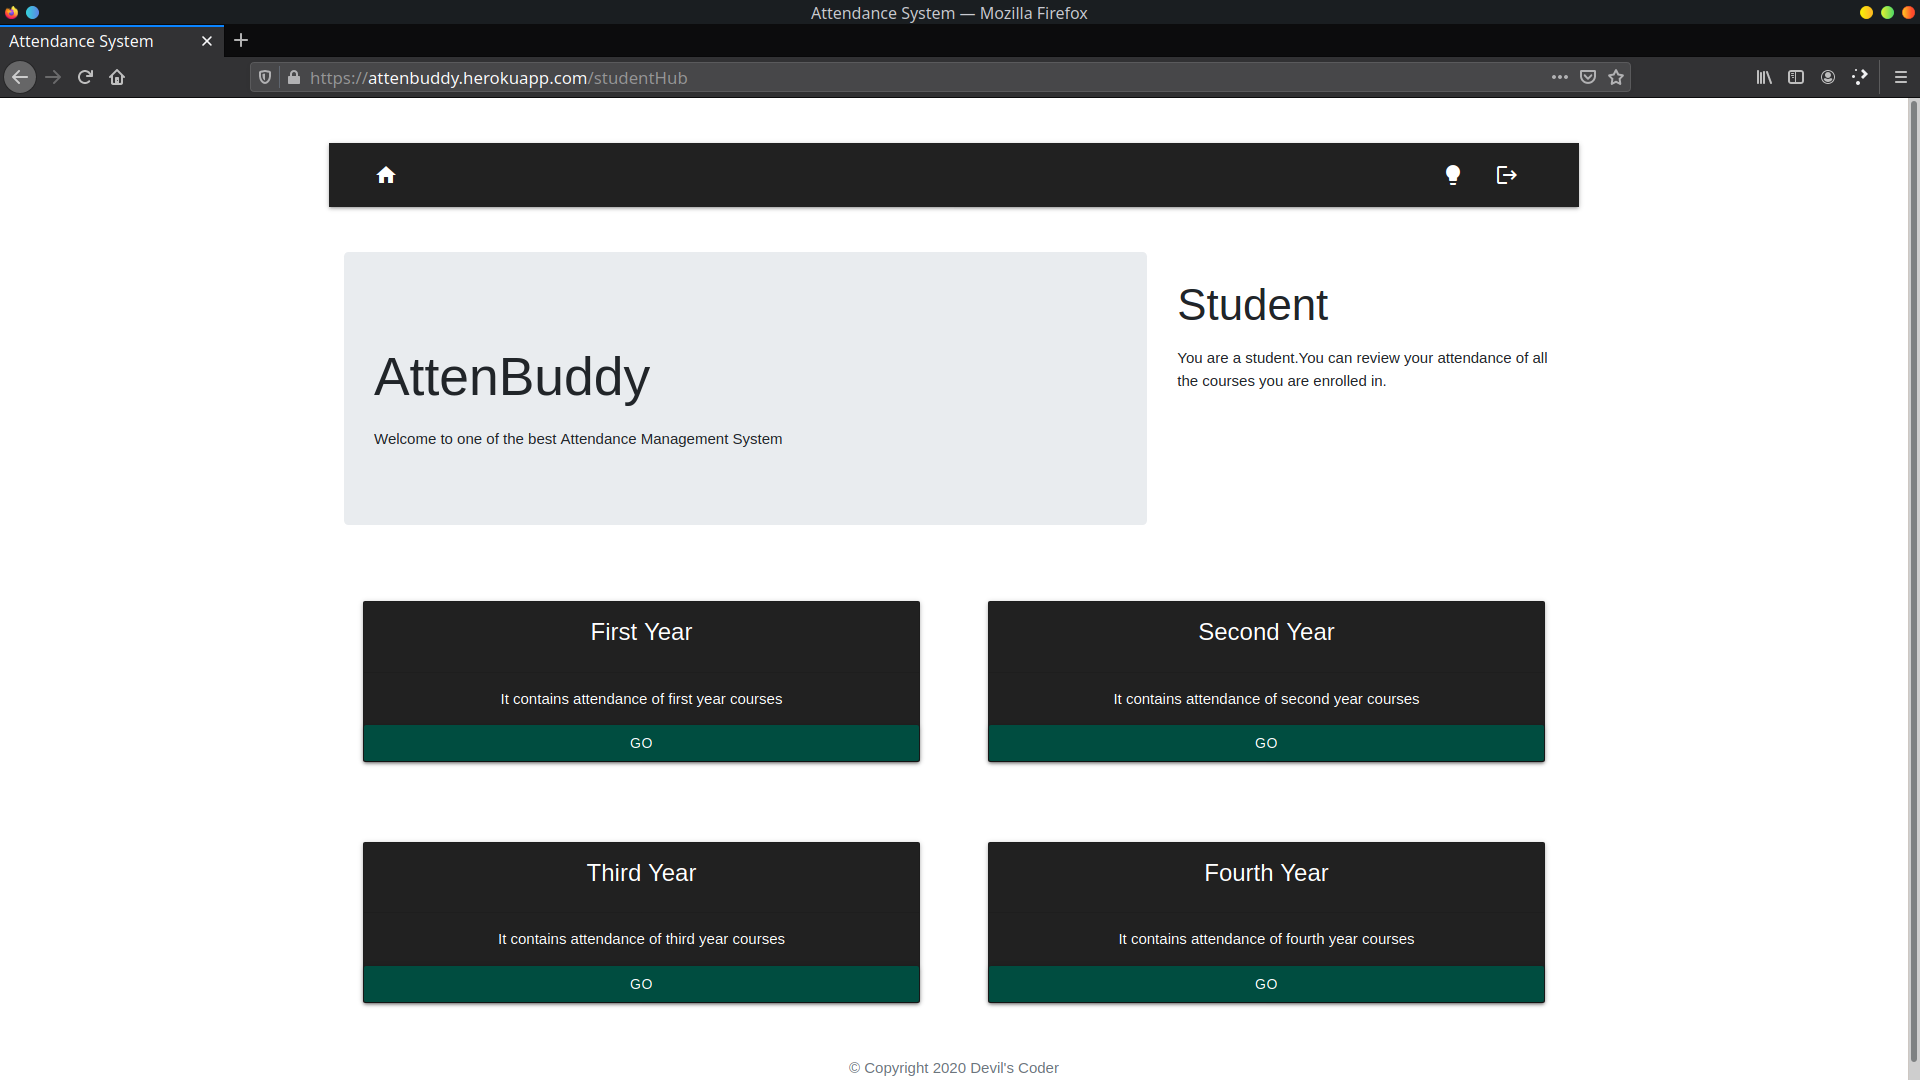 Attendance System — Mozilla Firefox
Attendance System
https://attenbuddy.herokuapp.com/studentHub
AttenBuddy
Welcome to one of the best Attendance Management System
Student
You are a student.You can review your attendance of all
the courses you are enrolled in.
First Year
It contains attendance of first year courses
GO
Second Year
It contains attendance of second year courses
GO
Third Year
It contains attendance of third year courses
GO
Fourth Year
It contains attendance of fourth year courses
GO
© Copyright 2020 Devil's Coder